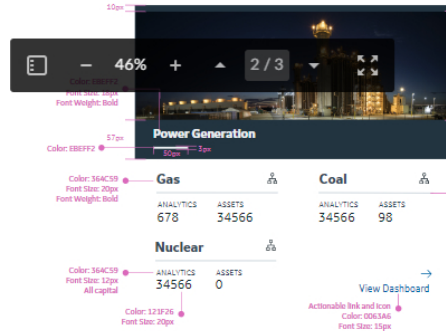 10px
46%
2 / 3
Color: EBEFF2
Font Size: 18px
Font Weight: Bold
57px
Power Generation
Color: EBEFF2
50px
3px
Color: 364C59
Font Size: 20px
Font Weight: Bold
Gas
Coal
ANALYTICS ASSETS
678 34566
ANALYTICS ASSETS
34566 98
Nuclear
Color: 364C59
Font Size: 12px
All capital
ANALYTICS ASSETS
34566 0
View Dashboard
Color: 121F26
Font Size: 20px
Actionable link and Icon
Color: 0063A6
Font Size: 15px